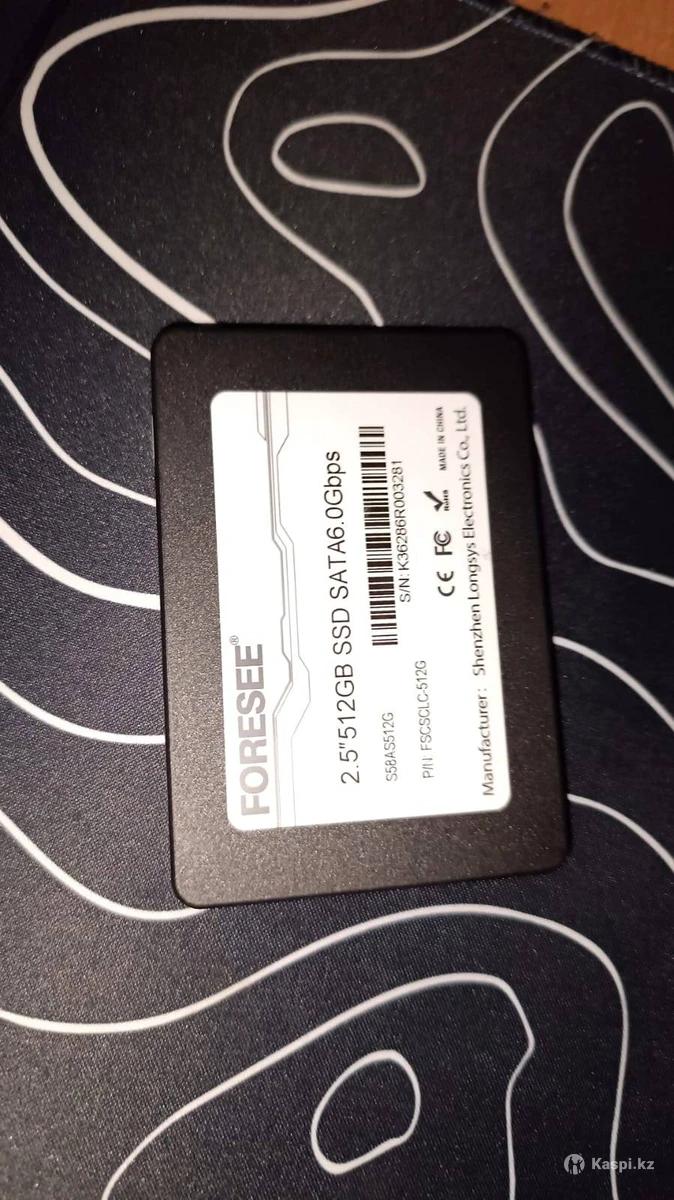 FORESEE®
2.5"512GB SSD SATA6.0Gbps
S58AS512G
S/N: K36286R003281
P/N: FSCSCLC-512G
CE FC RoHS MADE IN CHINA
Manufacturer: Shenzhen Longsys Electronics Co., Ltd.
Kaspi.kz